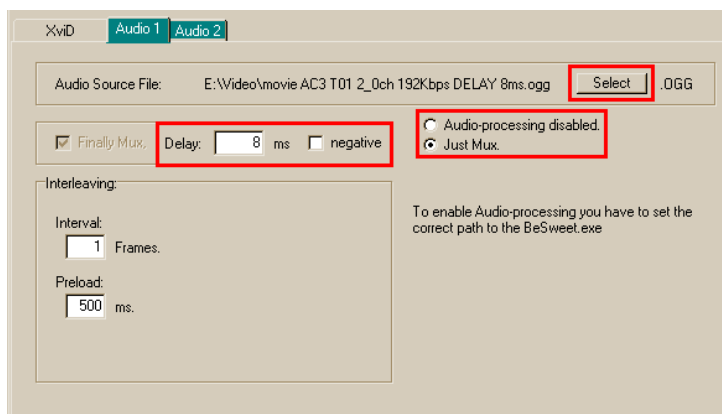 XviD Audio 1 Audio 2
Audio Source File: E:\Video\movie AC3 T01 2_0ch 192Kbps DELAY 8ms.ogg Select .OGG
Finally Mux, Delay: 8 ms negative
Audio-processing disabled.
Just Mux.
Interleaving:
Interval:
1 Frames.
Preload:
500 ms.
To enable Audio-processing you have to set the
correct path to the BeSweet.exe